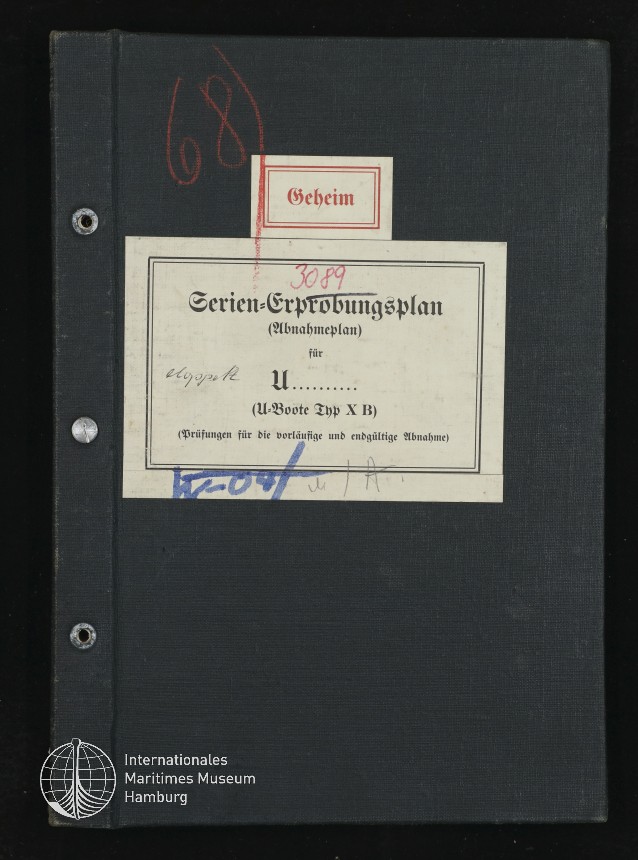 68)
Geheim
3089
Serien-Erprobungsplan
(Abnahmeplan)
für
U..........
(U-Boote Typ X B)
(Prüfungen für die vorläufige und endgültige Abnahme)
Internationales
Maritimes Museum
Hamburg